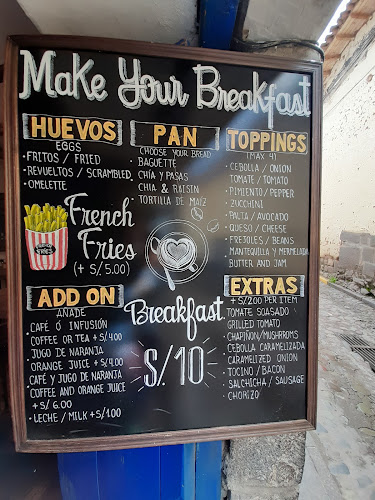 Make Your Breakfast
HUEVOS
EGGS
• FRITOS / FRIED
• REVUELTOS / SCRAMBLED
• OMELETTE
PAN
CHOOSE YOUR BREAD
• BAGUETTE
• CHÍA Y PASAS
CHIA & RAISIN
• TORTILLA DE MAÍZ
TOPPINGS
(MAX 4)
• CEBOLLA / ONION
TOMATE / TOMATO
• PIMIENTO / PEPPER
• ZUCCHINI
• PALTA / AVOCADO
• QUESO / CHEESE
• FREJOLES / BEANS
• MANTEQUILLA Y MERMELADA
BUTTER AND JAM
French
Fries
(+ S/5.00)
Breakfast
S/.10
ADD ON
AÑADE
CAFÉ Ó INFUSIÓN
COFFEE OR TEA + S/4.00
JUGO DE NARANJA
ORANGE JUICE + S/4.00
CAFÉ Y JUGO DE NARANJA
COFFEE AND ORANGE JUICE
+ S/6.00
• LECHE / MILK + S/1.00
EXTRAS
+ S/2.00 PER ITEM
TOMATE SOASADO
GRILLED TOMATO
• CHAPIÑON/MUSHRROMS
CEBOLLA CARAMELIZADA
CARAMELIZED ONION
• TOCINO / BACON
• SALCHICHA / SAUSAGE
CHORIZO